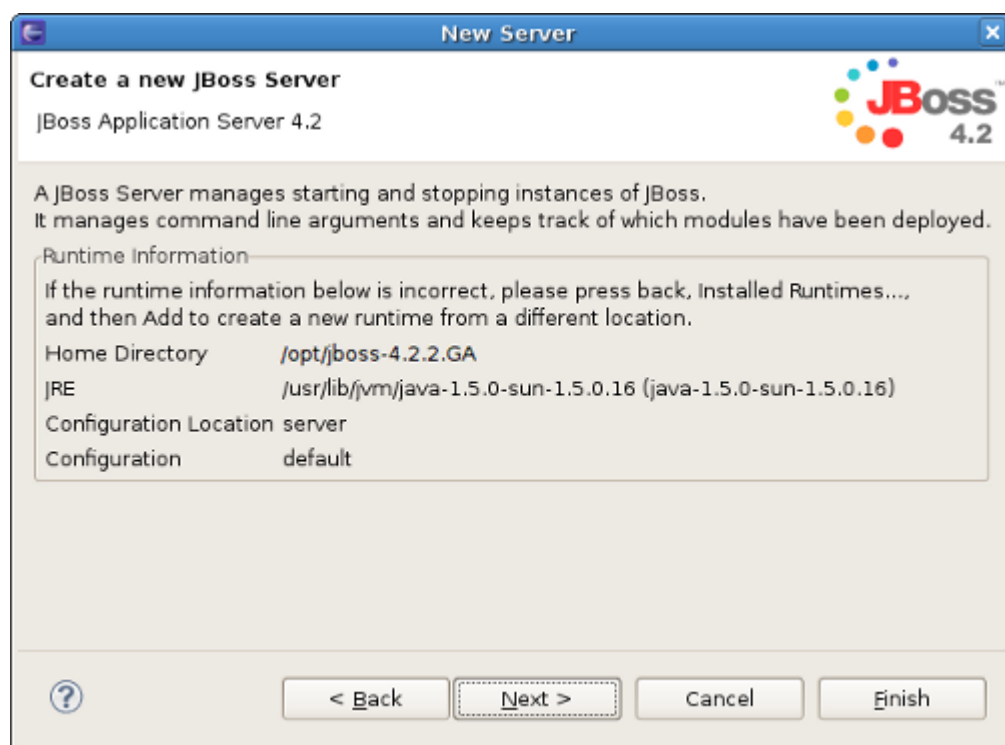 New Server
Create a new JBoss Server
JBoss Application Server 4.2
JBoss™
4.2
A JBoss Server manages starting and stopping instances of JBoss.
It manages command line arguments and keeps track of which modules have been deployed.
Runtime Information
If the runtime information below is incorrect, please press back, Installed Runtimes...,
and then Add to create a new runtime from a different location.
Home Directory /opt/jboss-4.2.2.GA
JRE /usr/lib/jvm/java-1.5.0-sun-1.5.0.16 (java-1.5.0-sun-1.5.0.16)
Configuration Location server
Configuration default
? < Back Next > Cancel Finish